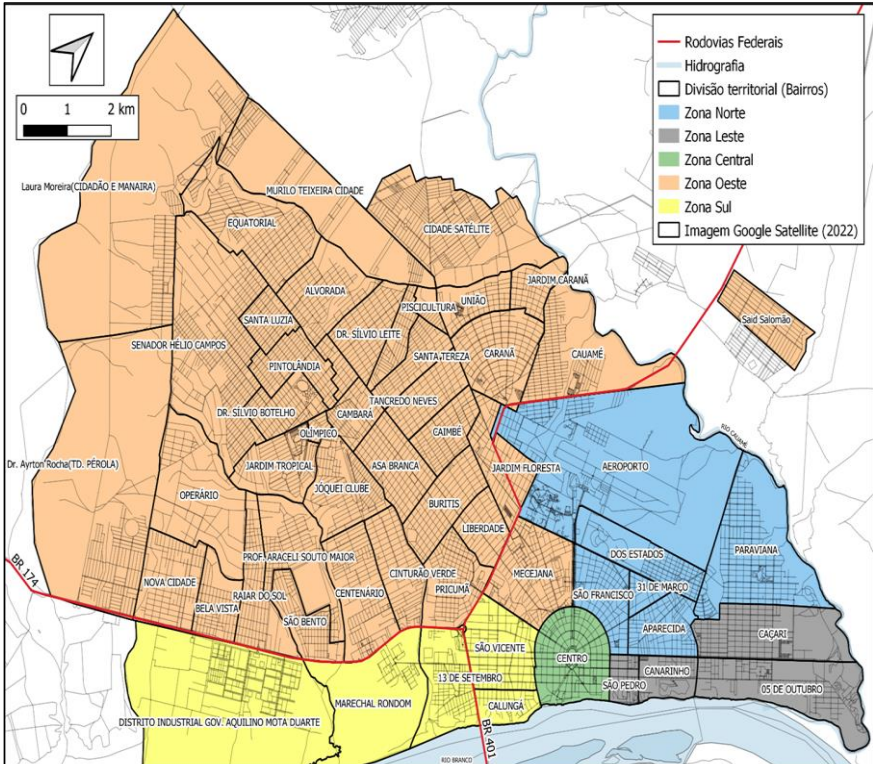 0 1 2 km
Rodovias Federais
Hidrografia
Divisão territorial (Bairros)
Zona Norte
Zona Leste
Zona Central
Zona Oeste
Zona Sul
Imagem Google Satellite (2022)
Laura Moreira(CIDADÃO E MANAIRA)
MURILO TEIXEIRA CIDADE
EQUATORIAL
CIDADE SATÉLITE
JARDIM CARANÃ
ALVORADA
PISCICULTURA
UNIÃO
Said Salomão
SANTA LUZIA
DR. SÍLVIO LEITE
SENADOR HÉLIO CAMPOS
SANTA TEREZA
CARANÃ
CAUAMÉ
PINTOLÂNDIA
TANCREDO NEVES
DR. SÍLVIO BOTELHO
CAMBARÁ
OLÍMPICO
CAIMBÉ
RIO CAUAMÉ
Dr. Ayrton Rocha(TD. PÉROLA)
JARDIM TROPICAL
ASA BRANCA
JARDIM FLORESTA
AEROPORTO
OPERÁRIO
JÓQUEI CLUBE
BURITIS
LIBERDADE
DOS ESTADOS
PARAVIANA
PROF. ARACELI SOUTO MAIOR
BR 174
NOVA CIDADE
RAIAR DO SOL
CENTENÁRIO
CINTURÃO VERDE
MECEJANA
PRICUMÃ
SÃO FRANCISCO
31 DE MARÇO
BELA VISTA
SÃO BENTO
APARECIDA
CAÇARI
SÃO VICENTE
CENTRO
CANARINHO
13 DE SETEMBRO
SÃO PEDRO
05 DE OUTUBRO
MARECHAL RONDOM
CALUNGÁ
DISTRITO INDUSTRIAL GOV. AQUILINO MOTA DUARTE
BR 401
RIO BRANCO